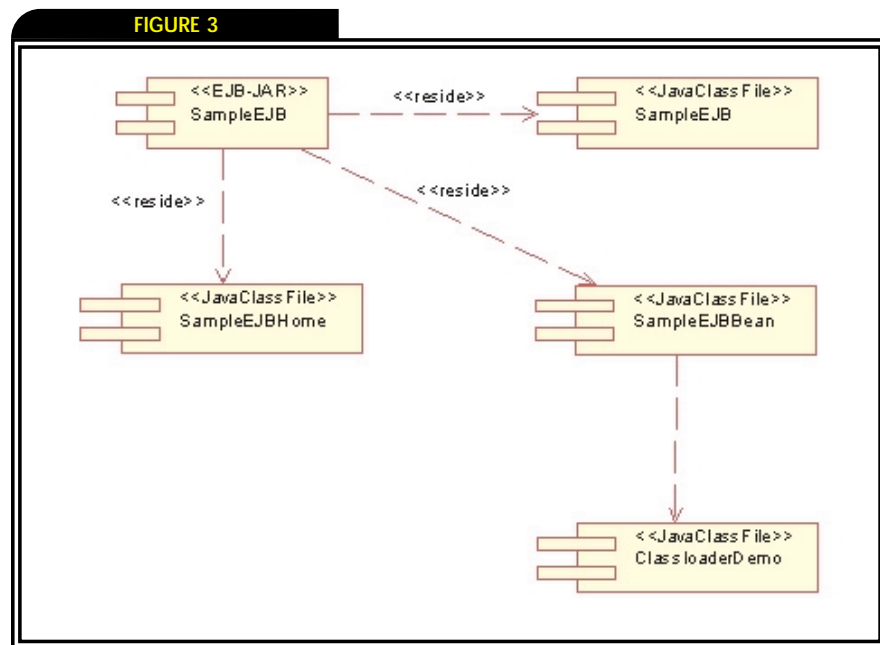 FIGURE 3
<<EJB-JAR>>
SampleEJB
<<reside>>
<<JavaClassFile>>
SampleEJB
<<reside>>
<<reside>>
<<JavaClassFile>>
SampleEJBHome
<<JavaClassFile>>
SampleEJBBean
<<JavaClassFile>>
ClassloaderDemo